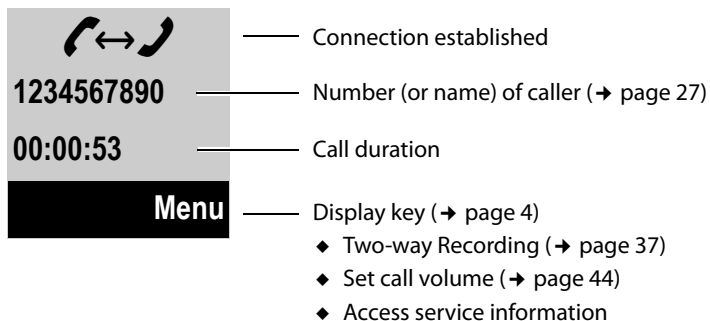 Connection established
1234567890 Number (or name) of caller (➔ page 27)
00:00:53 Call duration
Menu Display key (➔ page 4)
◆ Two-way Recording (➔ page 37)
◆ Set call volume (➔ page 44)
◆ Access service information